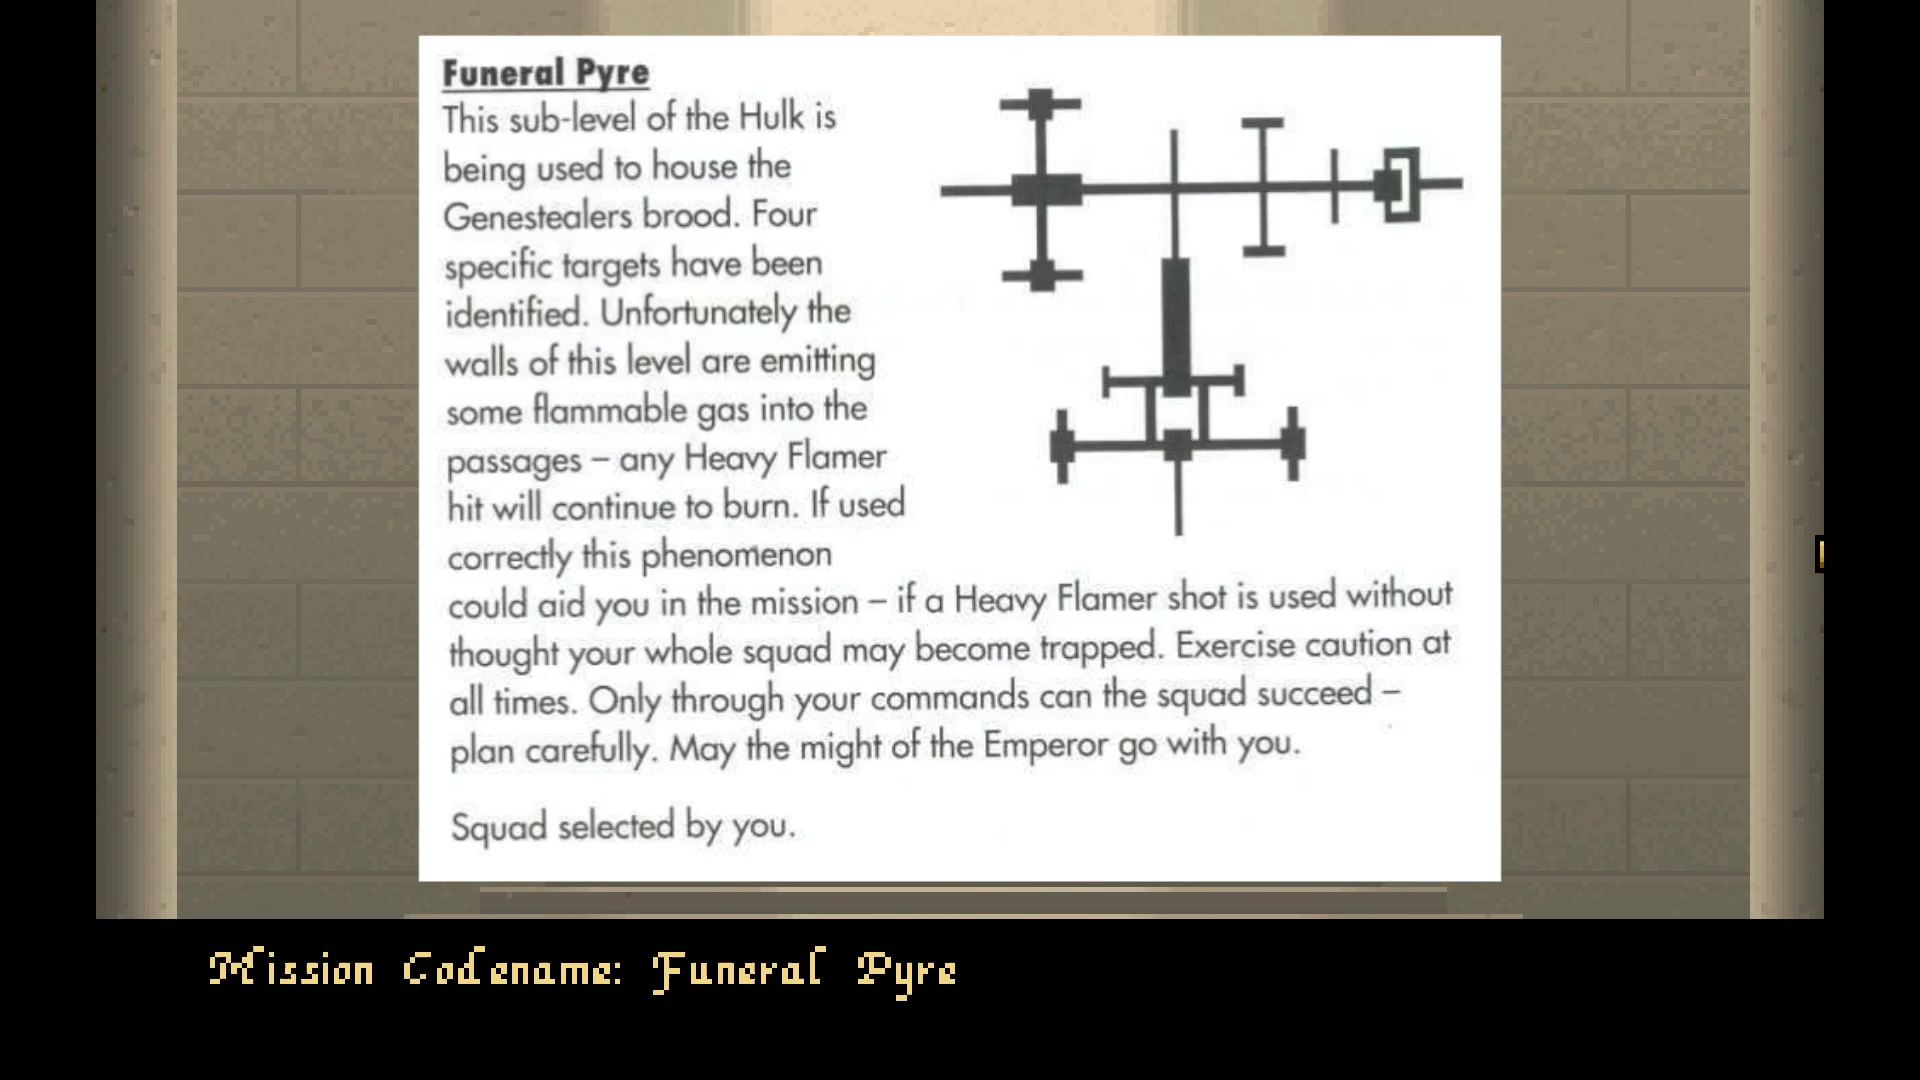 Funeral Pyre
This sub-level of the Hulk is
being used to house the
Genestealers brood. Four
specific targets have been
identified. Unfortunately the
walls of this level are emitting
some flammable gas into the
passages – any Heavy Flamer
hit will continue to burn. If used
correctly this phenomenon
could aid you in the mission – if a Heavy Flamer shot is used without
thought your whole squad may become trapped. Exercise caution at
all times. Only through your commands can the squad succeed –
plan carefully. May the might of the Emperor go with you.
Squad selected by you.
Mission Codename: Funeral Pyre